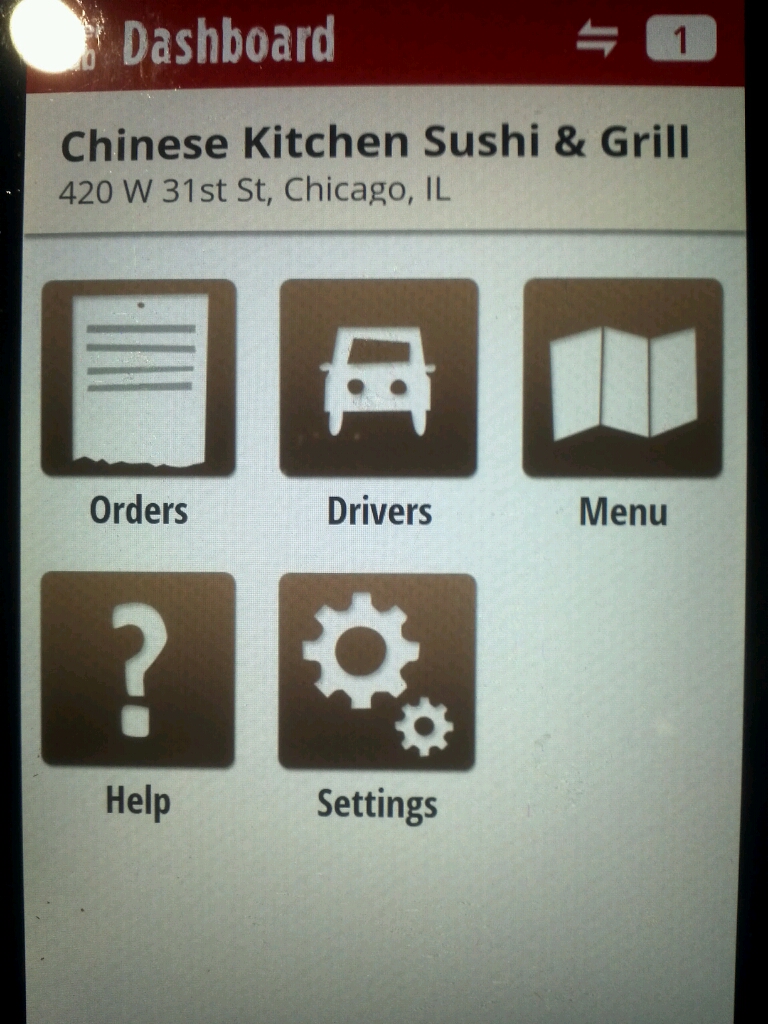 Dashboard 1
Chinese Kitchen Sushi & Grill
420 W 31st St, Chicago, IL
Orders Drivers Menu
Help Settings